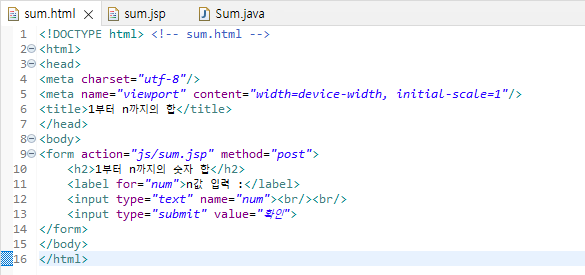 sum.html sum.jsp Sum.java
1 <!DOCTYPE html> <!-- sum.html -->
2 <html>
3 <head>
4 <meta charset="utf-8"/>
5 <meta name="viewport" content="width=device-width, initial-scale=1"/>
6 <title>1부터 n까지의 합</title>
7 </head>
8 <body>
9 <form action="js/sum.jsp" method="post">
10 <h2>1부터 n까지의 숫자 합</h2>
11 <label for="num">n값 입력 :</label>
12 <input type="text" name="num"><br/><br/>
13 <input type="submit" value="확인">
14 </form>
15 </body>
16 </html>